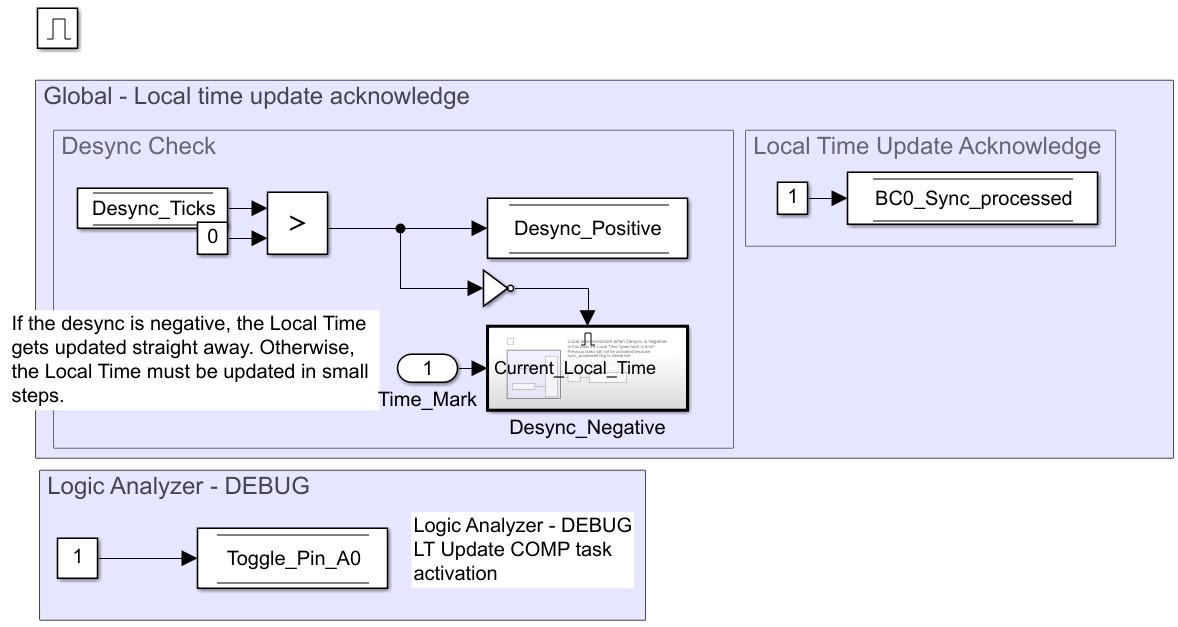 Global - Local time update acknowledge
Desync Check
Desync_Ticks
0
>
Desync_Positive
If the desync is negative, the Local Time
gets updated straight away. Otherwise,
the Local Time must be updated in small
steps.
1
Time_Mark
Current_Local_Time
Desync_Negative
Local Time Update Acknowledge
1
BC0_Sync_processed
Logic Analyzer - DEBUG
1
Toggle_Pin_A0
Logic Analyzer - DEBUG
LT Update COMP task
activation